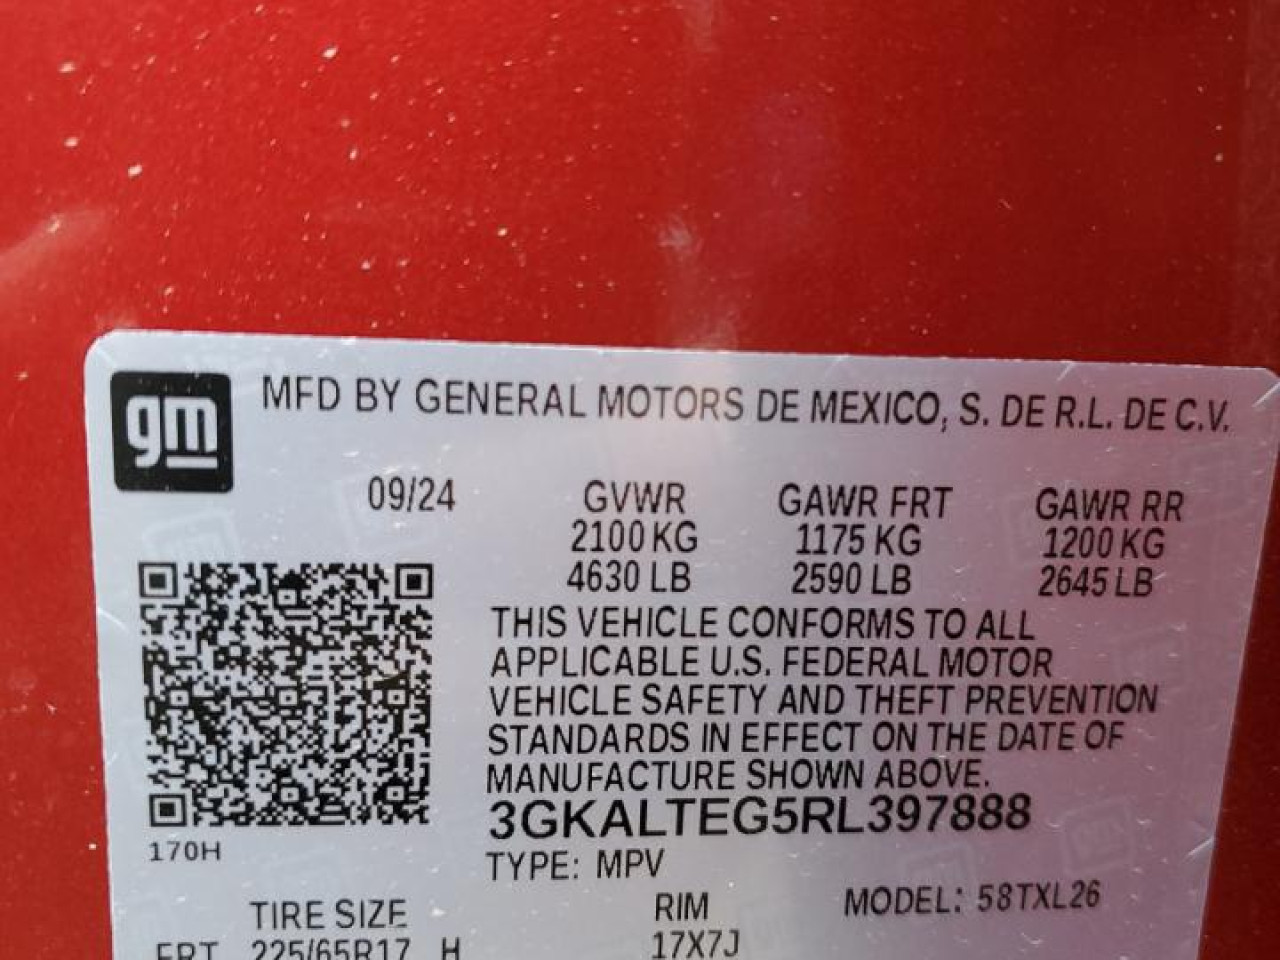 gm MFD BY GENERAL MOTORS DE MEXICO, S. DE R.L. DE C.V.
09/24 GVWR GAWR FRT GAWR RR
2100 KG 1175 KG 1200 KG
4630 LB 2590 LB 2645 LB
THIS VEHICLE CONFORMS TO ALL
APPLICABLE U.S. FEDERAL MOTOR
VEHICLE SAFETY AND THEFT PREVENTION
STANDARDS IN EFFECT ON THE DATE OF
MANUFACTURE SHOWN ABOVE.
3GKALTEG5RL397888
170H
TYPE: MPV
MODEL: 58TXL26
TIRE SIZE RIM
FRT 225/65R17 H 17X7J